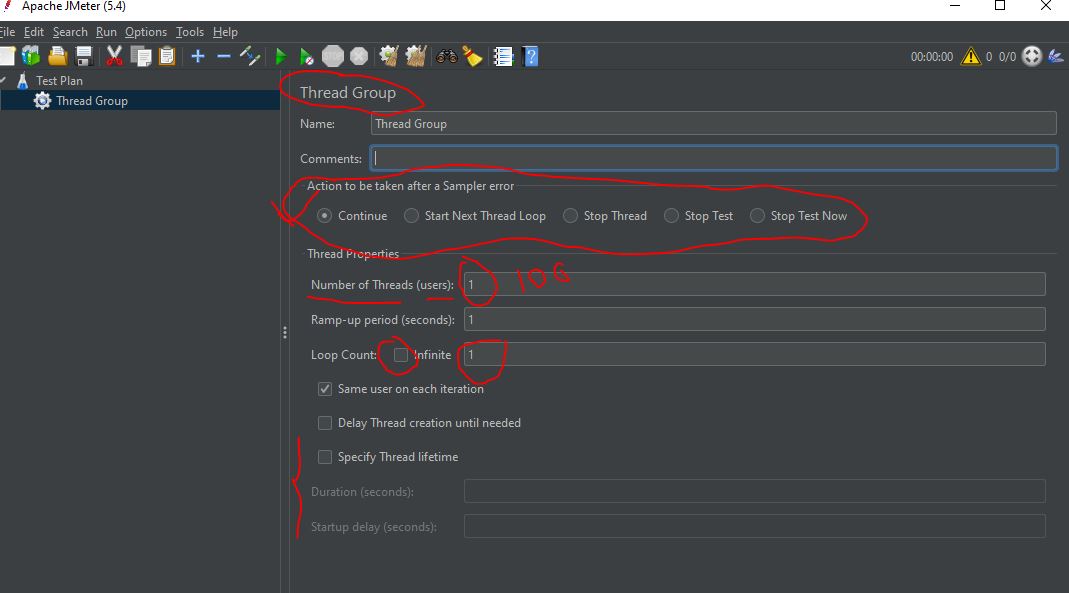 Apache JMeter (5.4)
File Edit Search Run Options Tools Help
STOP
00:00:00 0 0/0
Test Plan
Thread Group
Thread Group
Name: Thread Group
Comments:
Action to be taken after a Sampler error
Continue Start Next Thread Loop Stop Thread Stop Test Stop Test Now
Thread Properties
Number of Threads (users): 1 100
Ramp-up period (seconds): 1
Loop Count: Infinite 1
Same user on each iteration
Delay Thread creation until needed
Specify Thread lifetime
Duration (seconds):
Startup delay (seconds):